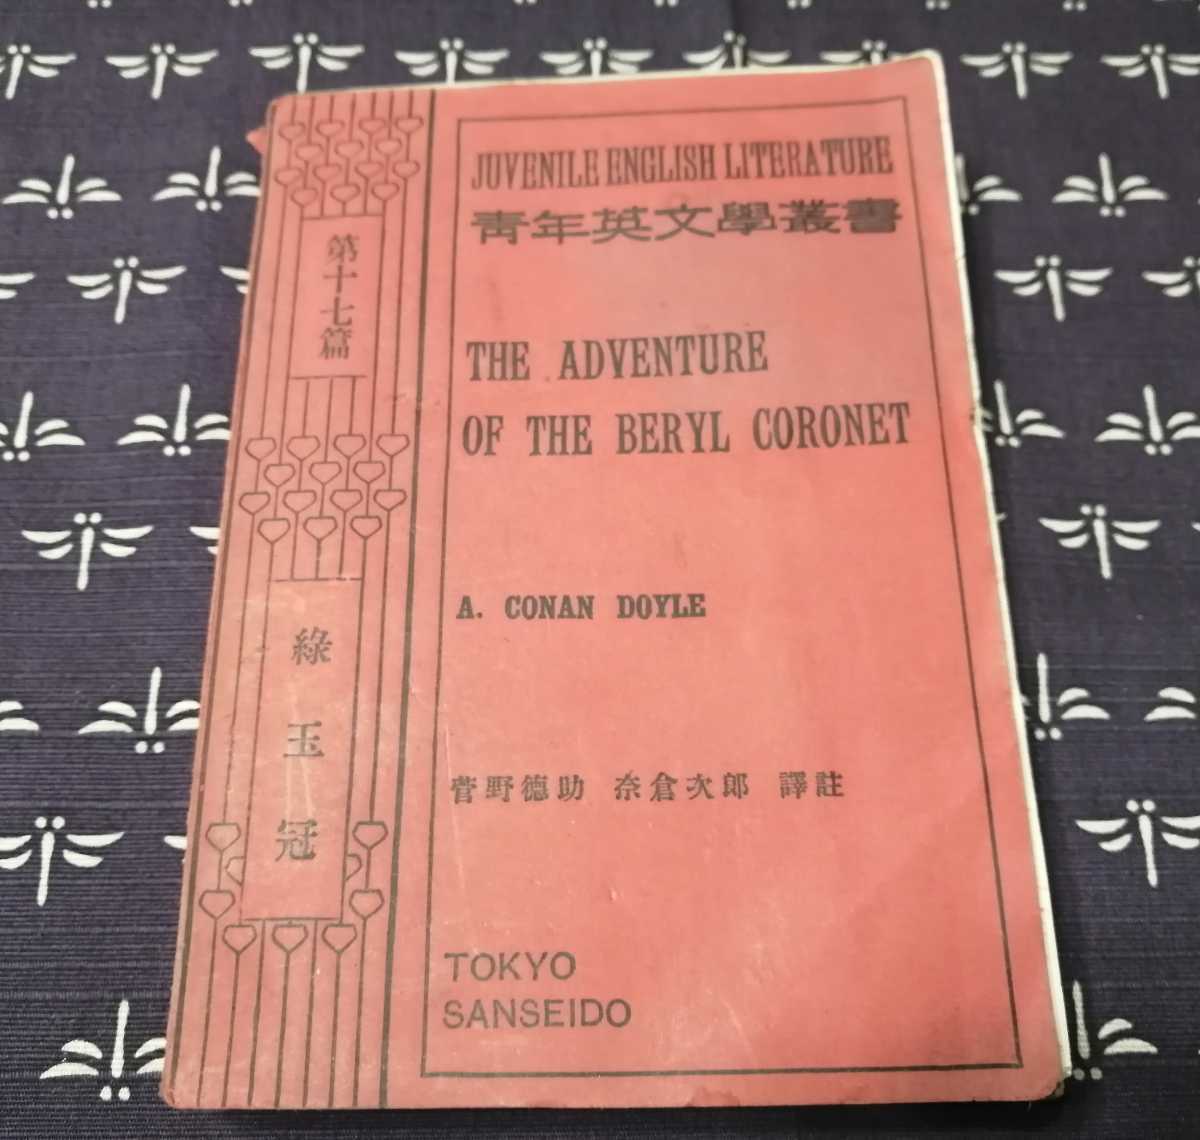 JUVENILE ENGLISH LITERATURE
靑年英文學叢書
第十七篇
THE ADVENTURE
OF THE BERYL CORONET
A. CONAN DOYLE
綠玉冠
菅野德助 奈倉次郎 譯註
TOKYO
SANSEIDO